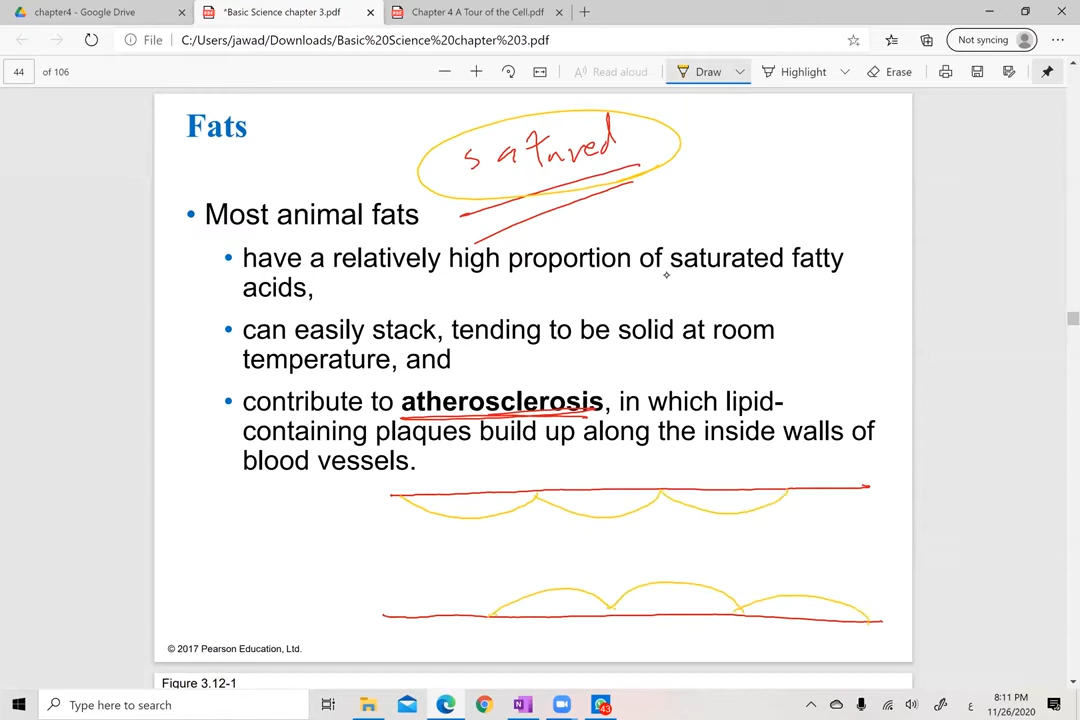 chapter4 - Google Drive
*Basic Science chapter 3.pdf
Chapter 4 A Tour of the Cell.pdf
File
C:/Users/jawad/Downloads/Basic%20Science%20chapter%203.pdf
Not syncing
44 of 106
Read aloud
Draw
Highlight
Erase
Fats
satured
• Most animal fats
• have a relatively high proportion of saturated fatty
acids,
• can easily stack, tending to be solid at room
temperature, and
• contribute to atherosclerosis, in which lipid-
containing plaques build up along the inside walls of
blood vessels.
© 2017 Pearson Education, Ltd.
Figure 3.12-1
Type here to search
43
ع
8:11 PM
11/26/2020